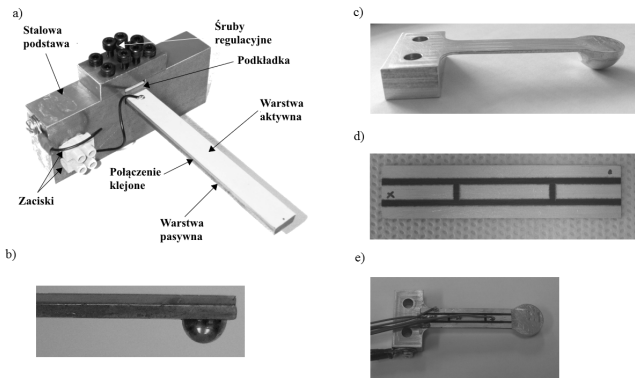 a)
Stalowa
podstawa
Śruby
regulacyjne
Podkładka
Warstwa
aktywna
Połączenie
klejone
Zaciski
Warstwa
pasywna
b)
c)
d)
e)